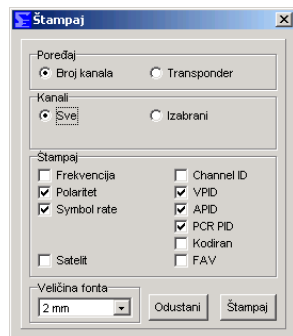 Štampaj
Poređaj
Broj kanala Transponder
Kanali
Sve Izabrani
Štampaj
Frekvencija Channel ID
Polaritet VPID
Symbol rate APID
PCR PID
Kodiran
Satelit FAV
Veličina fonta
2 mm Odustani Štampaj